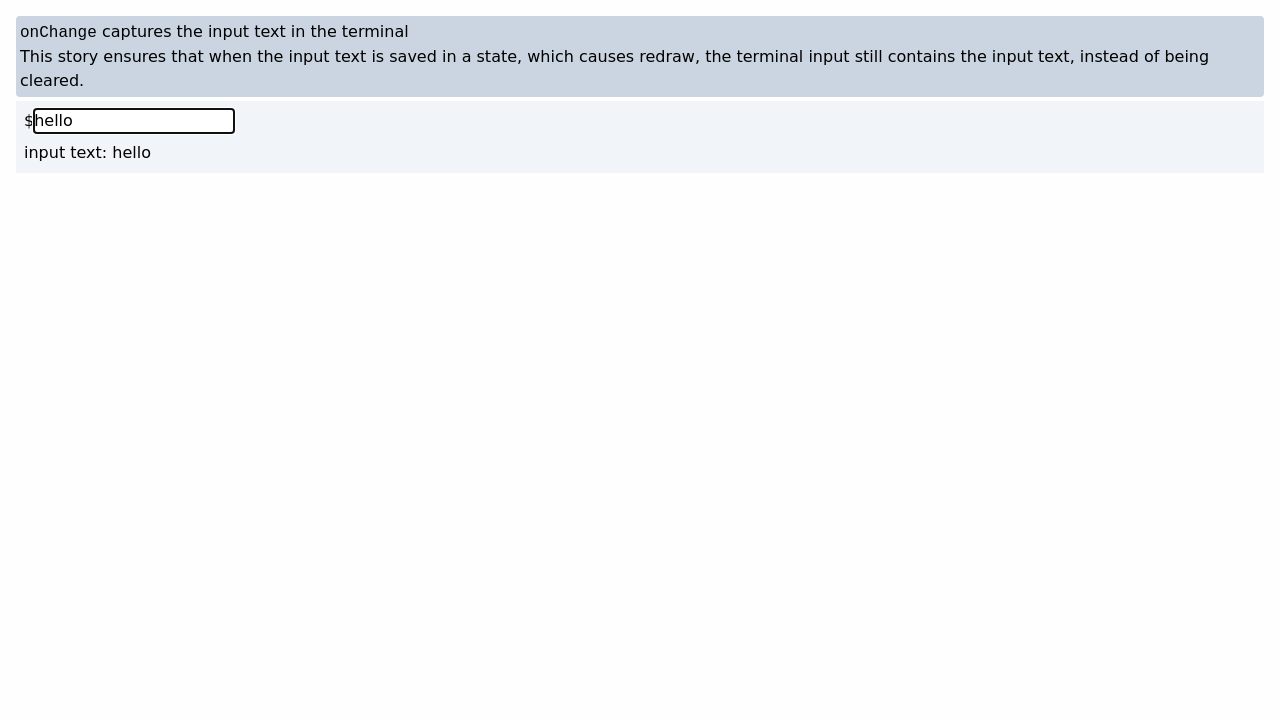 onChange captures the input text in the terminal
This story ensures that when the input text is saved in a state, which causes redraw, the terminal input still contains the input text, instead of being
cleared.
$hello
input text: hello